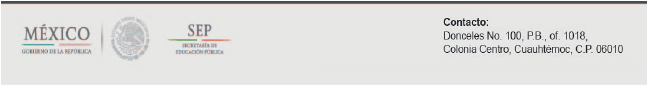 MÉXICO
GOBIERNO DE LA REPÚBLICA
SEP
SECRETARÍA DE
EDUCACIÓN PÚBLICA
Contacto:
Donceles No. 100, P.B., of. 1018,
Colonia Centro, Cuauhtémoc, C.P. 06010